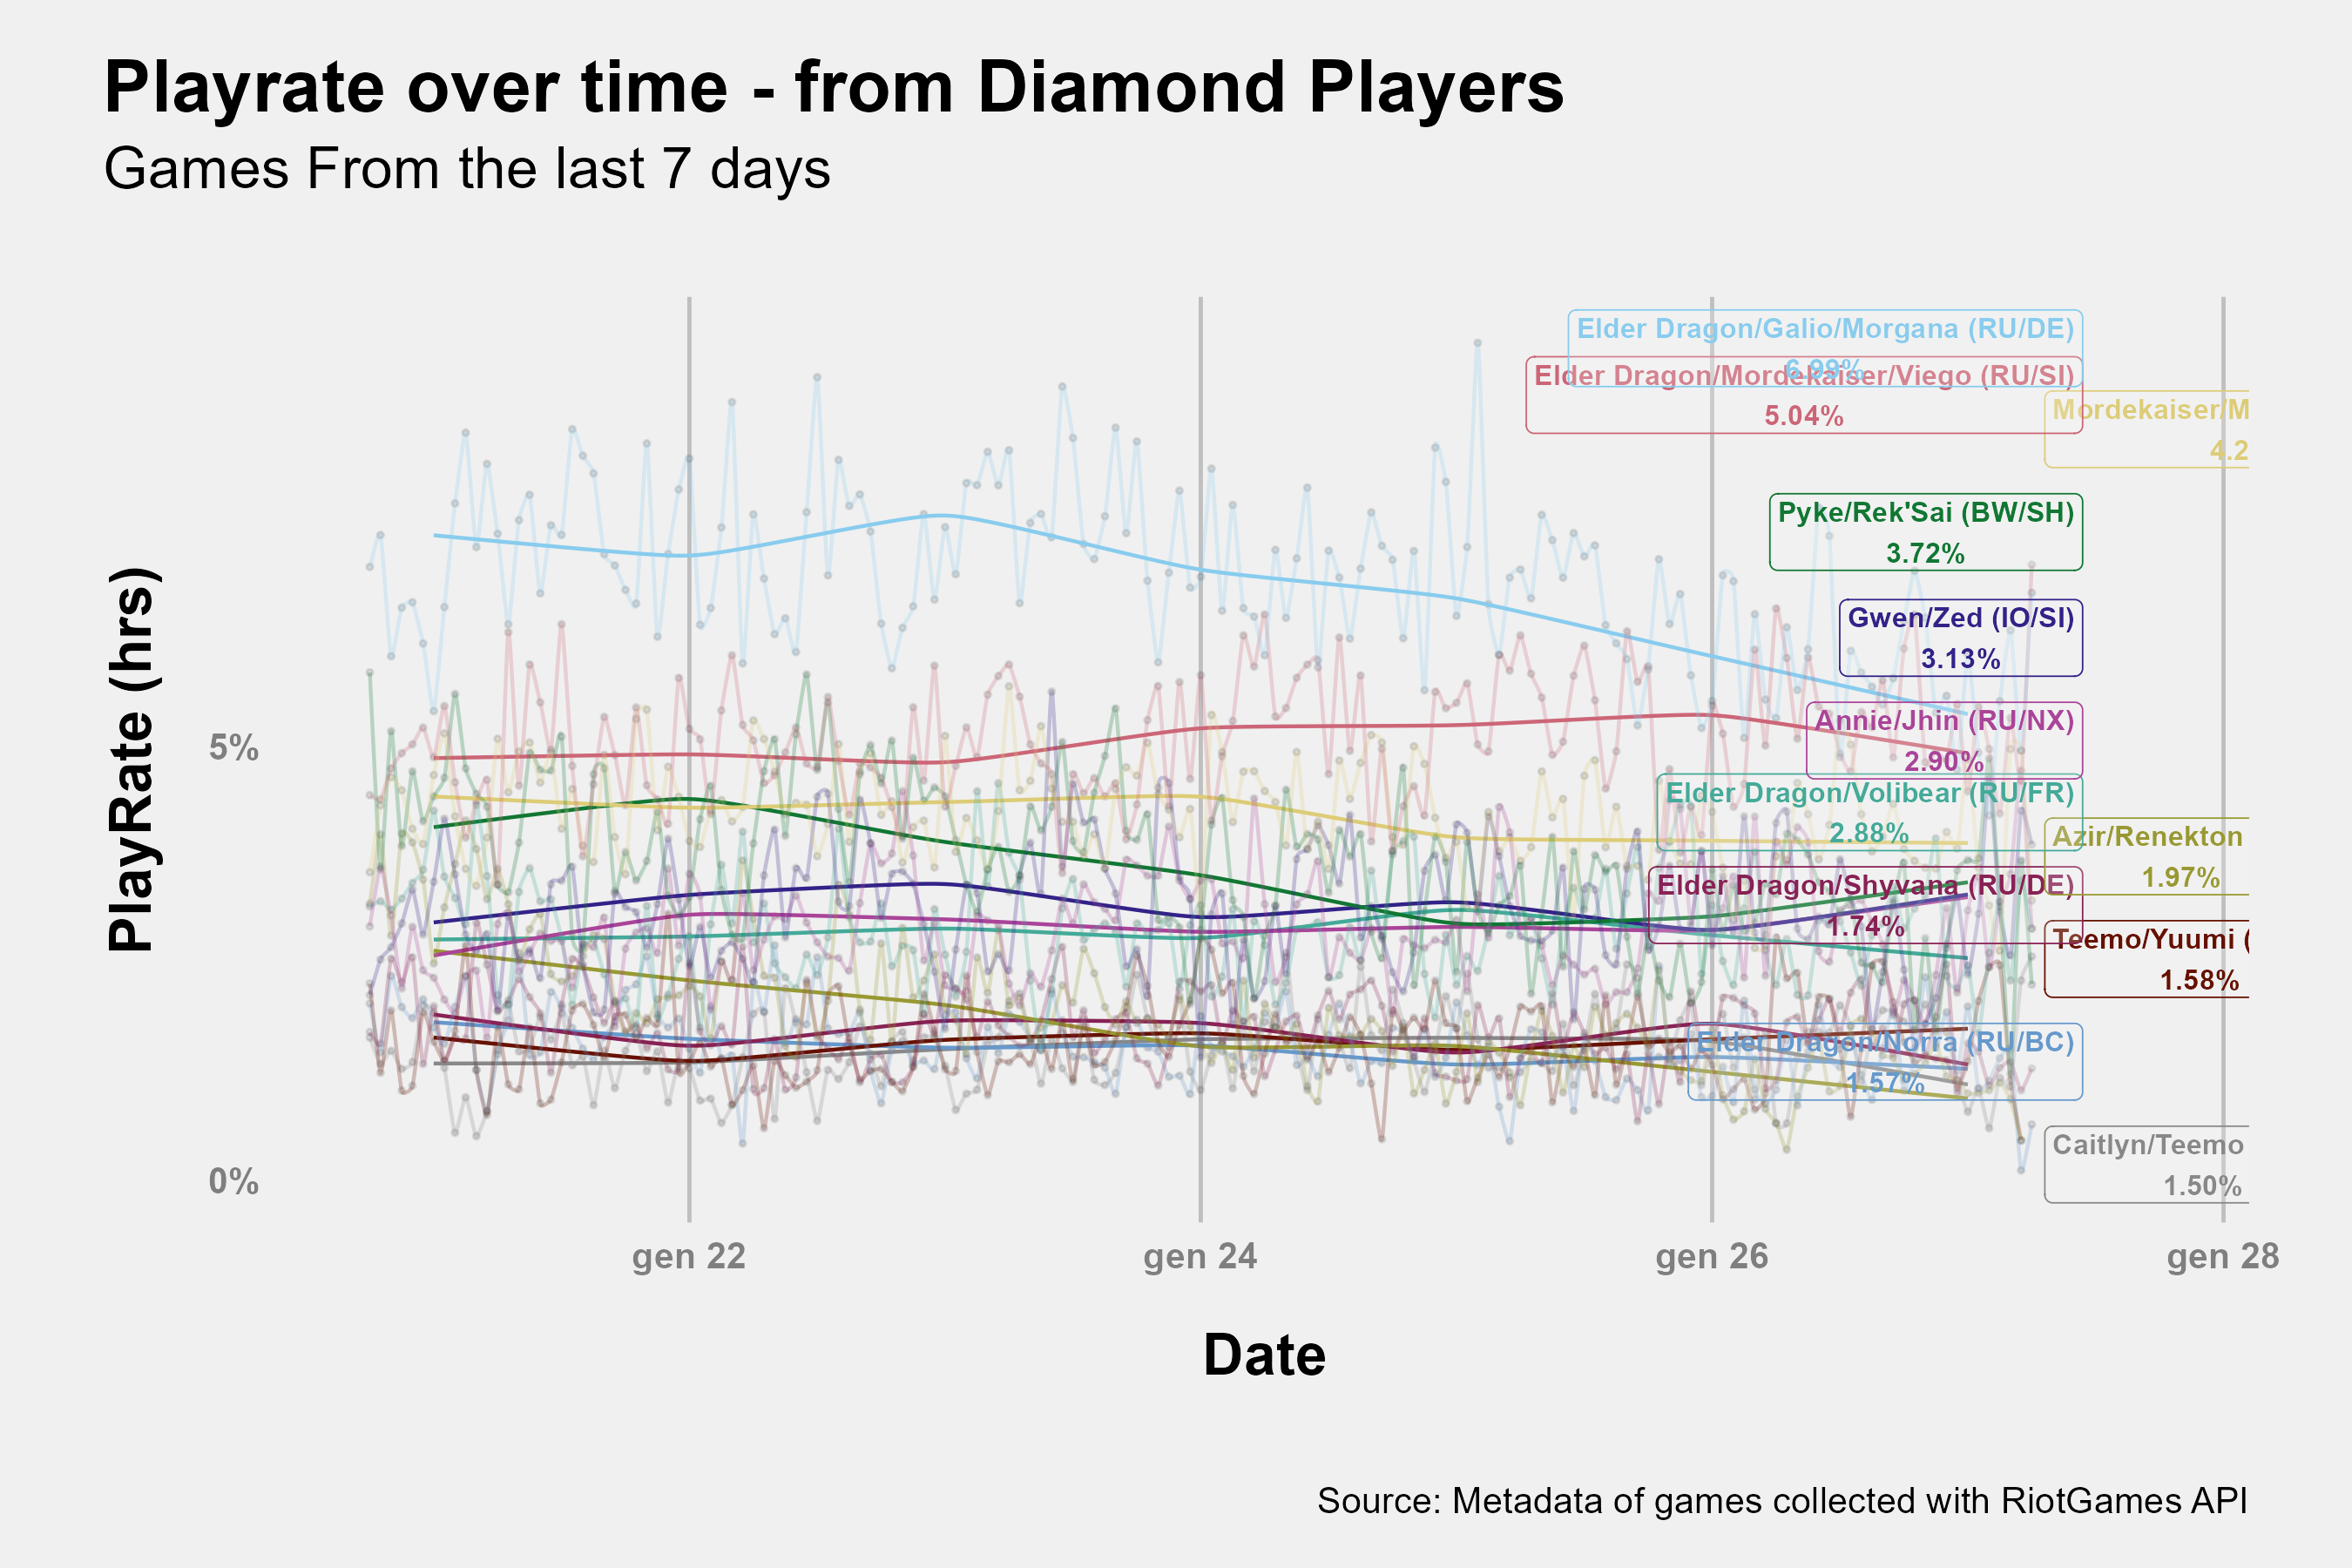 Playrate over time - from Diamond Players
Games From the last 7 days
Elder Dragon/Galio/Morgana (RU/DE)
6.99%
Elder Dragon/Mordekaiser/Viego (RU/SI)
5.04%
Mordekaiser/M
4.2
Pyke/Rek'Sai (BW/SH)
3.72%
Gwen/Zed (IO/SI)
3.13%
Annie/Jhin (RU/NX)
2.90%
Elder Dragon/Volibear (RU/FR)
2.88%
Azir/Renekton
1.97%
Elder Dragon/Shyvana (RU/DE)
1.74%
Teemo/Yuumi (
1.58%
Elder Dragon/Norra (RU/BC)
1.57%
Caitlyn/Teemo
1.50%
PlayRate (hrs)
5%
0%
gen 22
gen 24
gen 26
gen 28
Date
Source: Metadata of games collected with RiotGames API